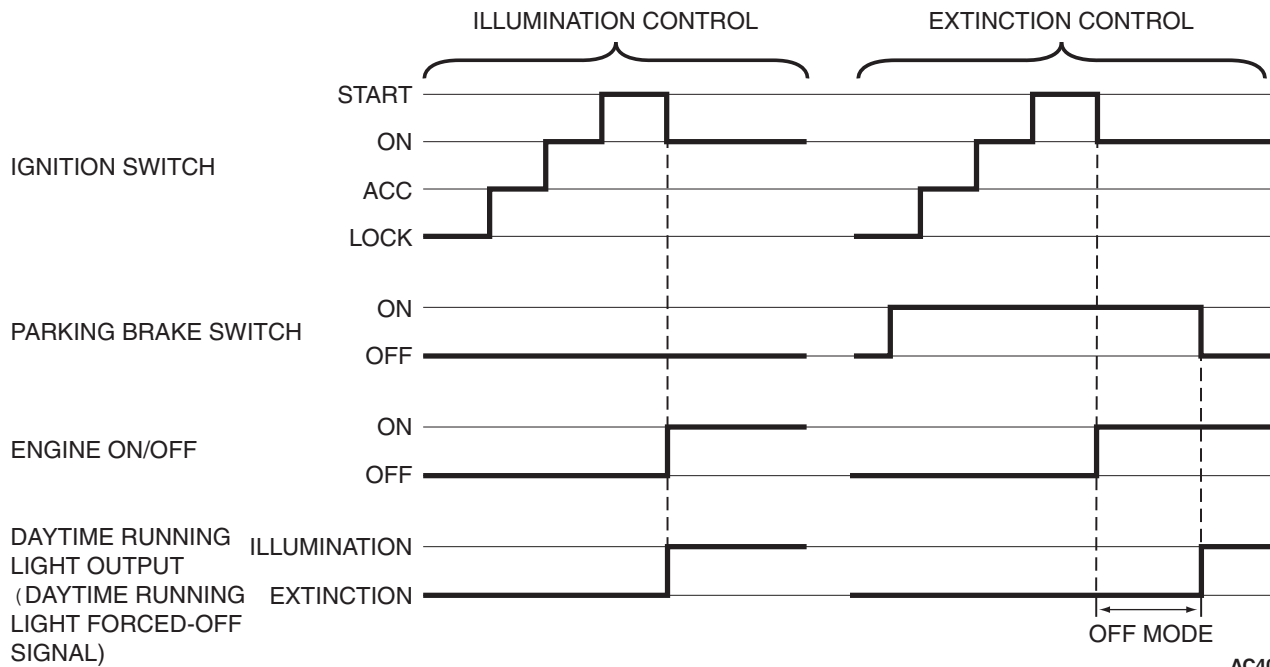 ILLUMINATION CONTROL
EXTINCTION CONTROL
START
ON
IGNITION SWITCH
ACC
LOCK
ON
PARKING BRAKE SWITCH
OFF
ON
ENGINE ON/OFF
OFF
DAYTIME RUNNING
LIGHT OUTPUT
(DAYTIME RUNNING
LIGHT FORCED-OFF
SIGNAL)
ILLUMINATION
EXTINCTION
OFF MODE